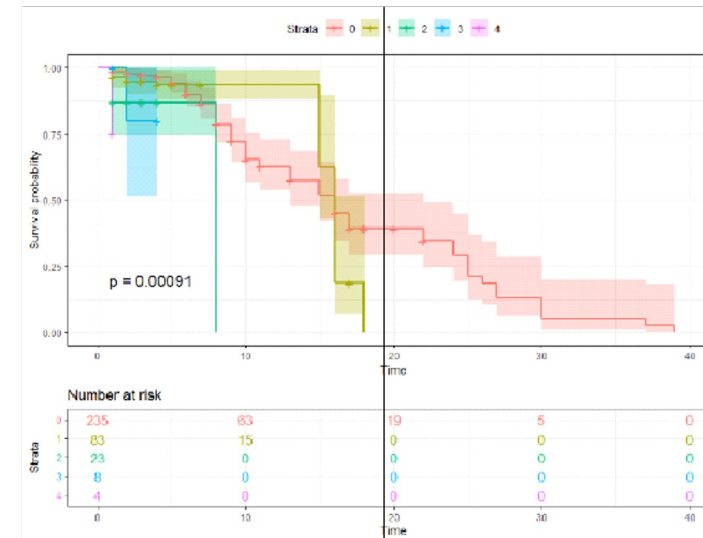 Strata 0 1 2 3 4
Survival probability
1.00
0.75
0.50
0.25
0.00
p = 0.00091
0 10 20 30 40
Time
Number at risk
Strata
0 235 63 19 5 0
1 83 15 0 0 0
2 23 0 0 0 0
3 8 0 0 0 0
4 4 0 0 0 0
0 10 20 30 40
Time